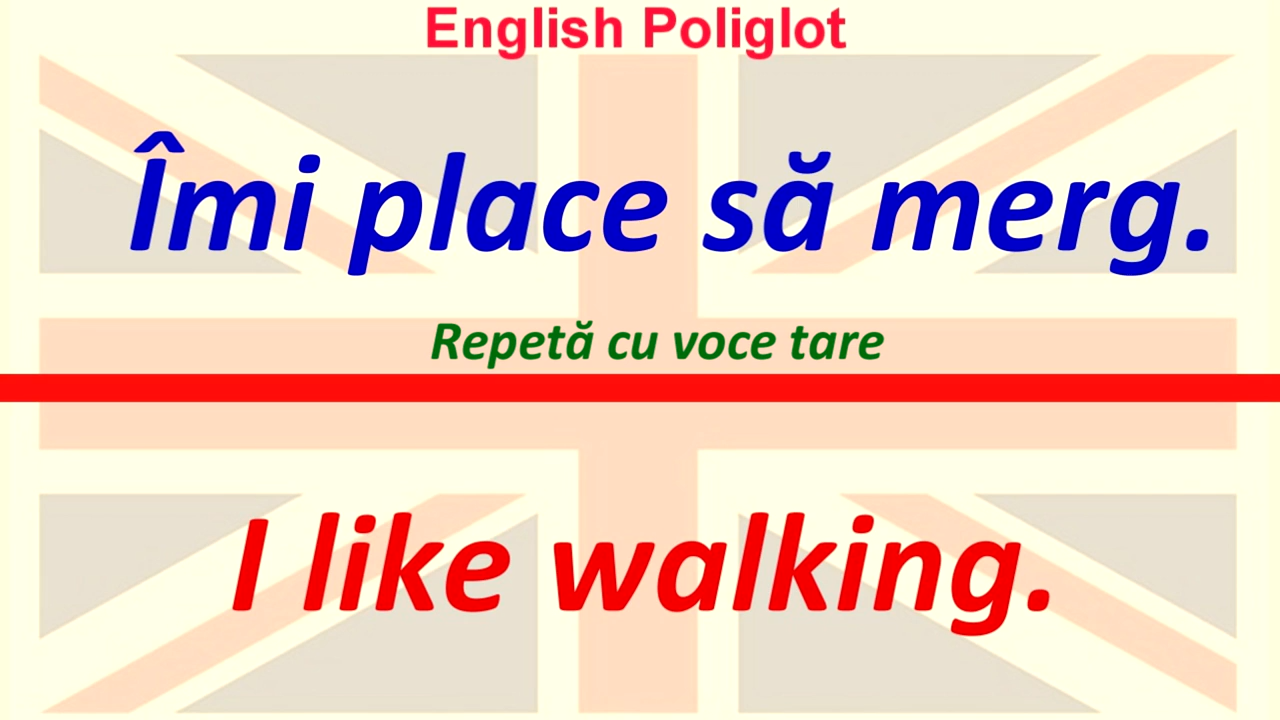 English Poliglot
Îmi place să merg.
Repetă cu voce tare
I like walking.